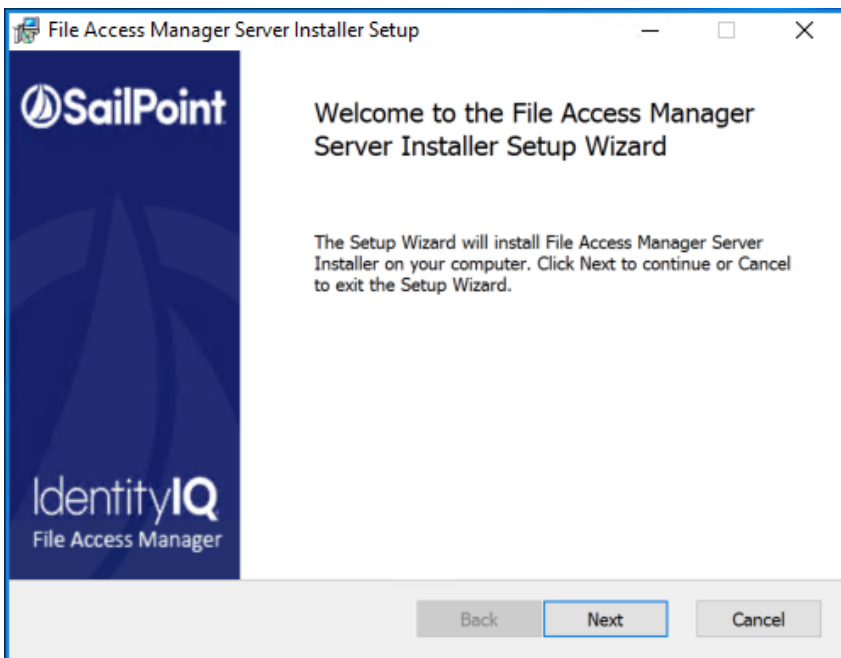 File Access Manager Server Installer Setup
SailPoint
Welcome to the File Access Manager
Server Installer Setup Wizard
The Setup Wizard will install File Access Manager Server
Installer on your computer. Click Next to continue or Cancel
to exit the Setup Wizard.
IdentityIQ
File Access Manager
Back
Next
Cancel